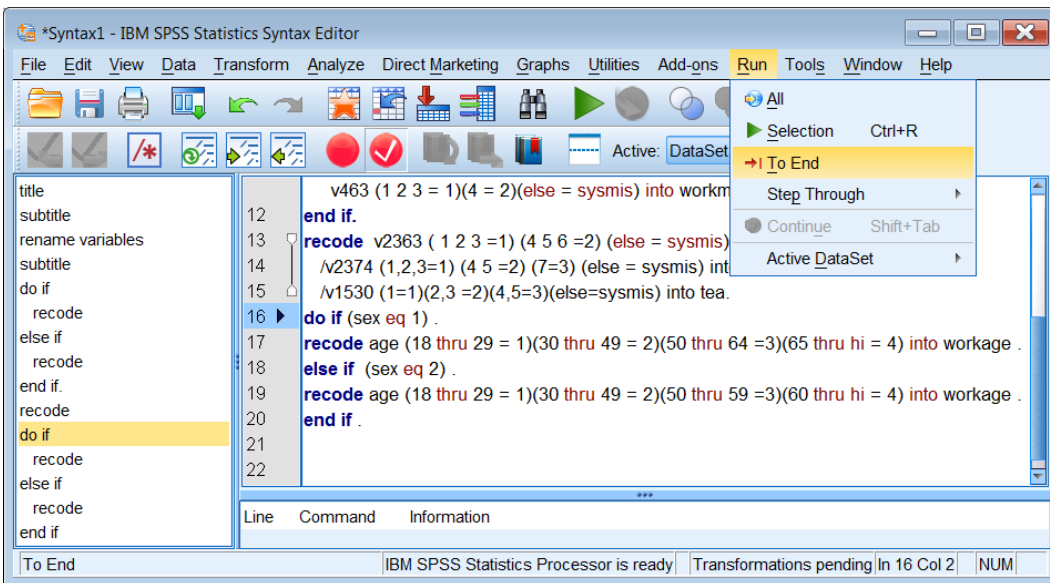 *Syntax1 - IBM SPSS Statistics Syntax Editor
File Edit View Data Transform Analyze Direct Marketing Graphs Utilities Add-ons Run Tools Window Help
All
Selection Ctrl+R
To End
Step Through
Continue Shift+Tab
Active DataSet
/*
Active: DataSet
title
subtitle
rename variables
subtitle
do if
recode
else if
recode
end if.
recode
do if
recode
else if
recode
end if
v463 (1 2 3 = 1)(4 = 2)(else = sysmis) into workm
12 end if.
13 recode v2363 ( 1 2 3 =1) (4 5 6 =2) (else = sysmis)
14 /v2374 (1,2,3=1) (4 5 =2) (7=3) (else = sysmis) int
15 /v1530 (1=1)(2,3 =2)(4,5=3)(else=sysmis) into tea.
16 do if (sex eq 1) .
17 recode age (18 thru 29 = 1)(30 thru 49 = 2)(50 thru 64 =3)(65 thru hi = 4) into workage .
18 else if (sex eq 2) .
19 recode age (18 thru 29 = 1)(30 thru 49 = 2)(50 thru 59 =3)(60 thru hi = 4) into workage .
20 end if .
21
22
Line Command Information
To End IBM SPSS Statistics Processor is ready Transformations pending In 16 Col 2 NUM